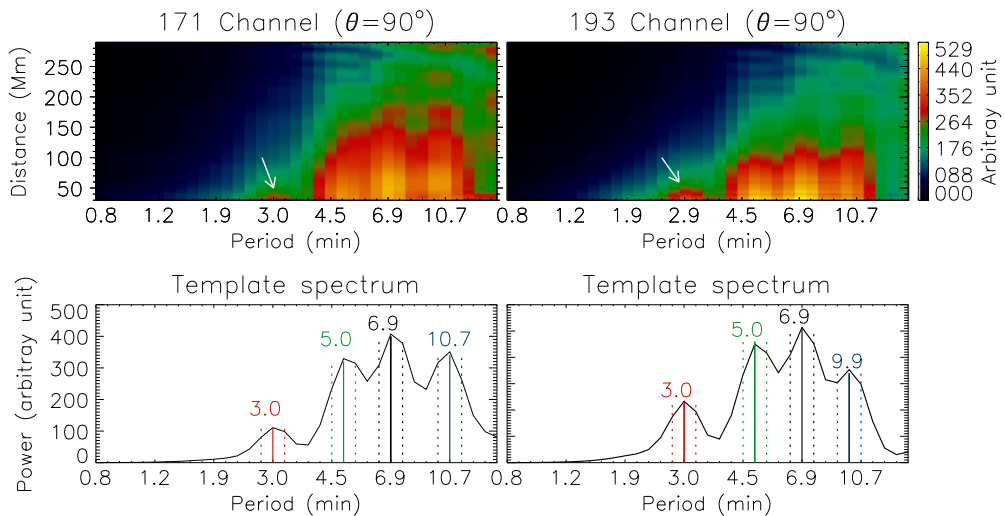 171 Channel (θ=90°)
193 Channel (θ=90°)
Distance (Mm)
250
200
150
100
50
0.8 1.2 1.9 3.0 4.5 6.9 10.7
Period (min)
0.8 1.2 1.9 2.9 4.5 6.9 10.7
Period (min)
529
440
352
264
176
088
000
Arbitray unit
Template spectrum
Template spectrum
Power (arbitray unit)
500
400
300
200
100
0
3.0
5.0
6.9
10.7
0.8 1.2 1.9 3.0 4.5 6.9 10.7
Period (min)
3.0
5.0
6.9
9.9
0.8 1.2 1.9 3.0 4.5 6.9 10.7
Period (min)